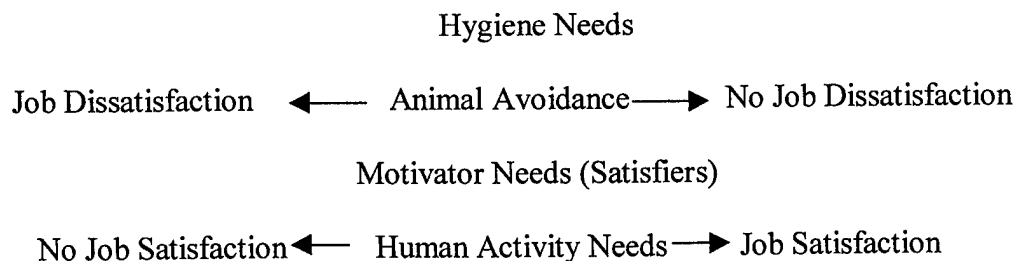 Hygiene Needs
Job Dissatisfaction Animal Avoidance No Job Dissatisfaction
Motivator Needs (Satisfiers)
No Job Satisfaction Human Activity Needs Job Satisfaction